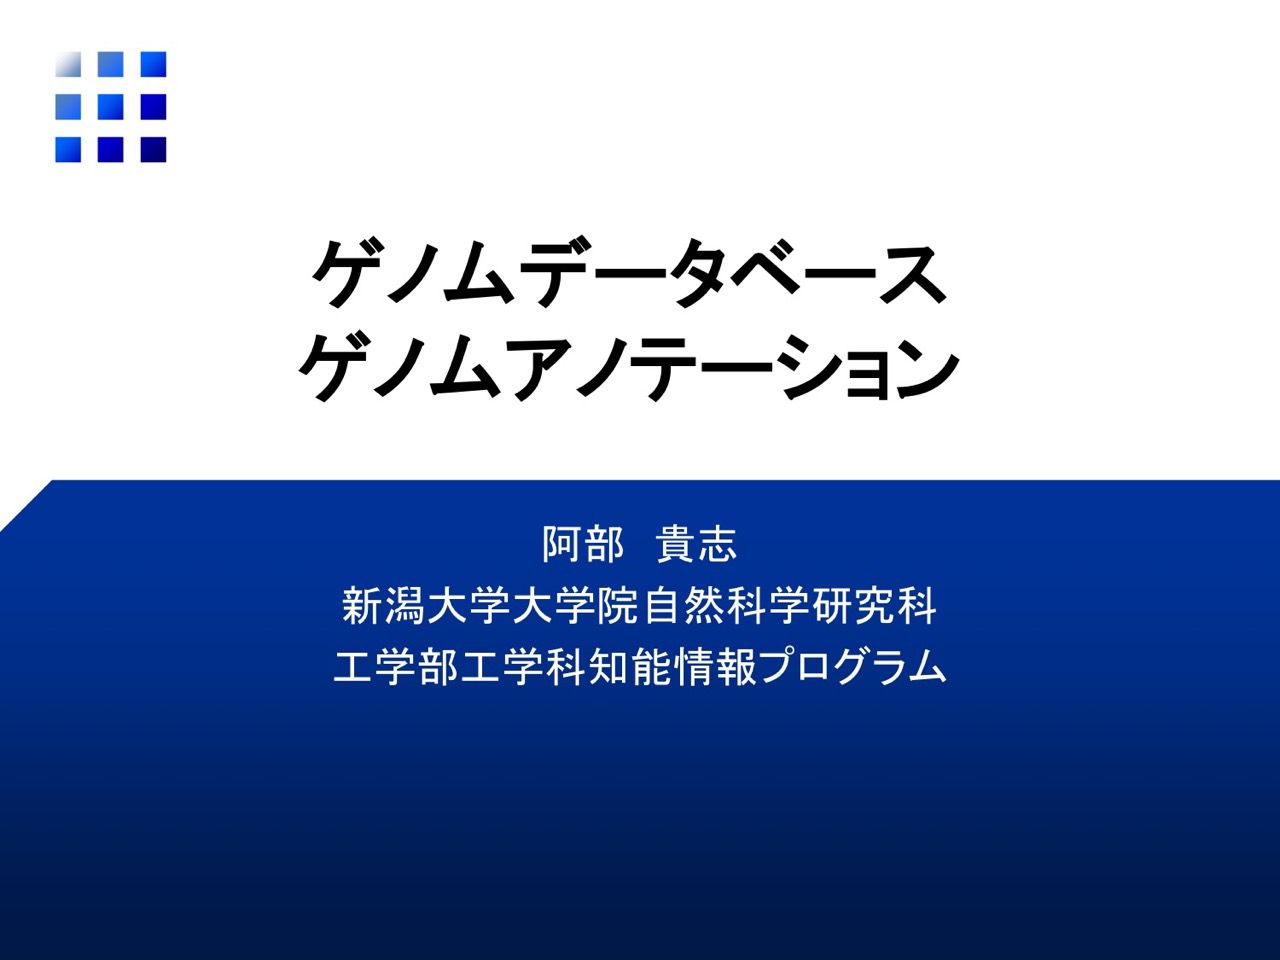 ゲノムデータベース
ゲノムアノテーション
阿部　貴志
新潟大学大学院自然科学研究科
工学部工学科知能情報プログラム